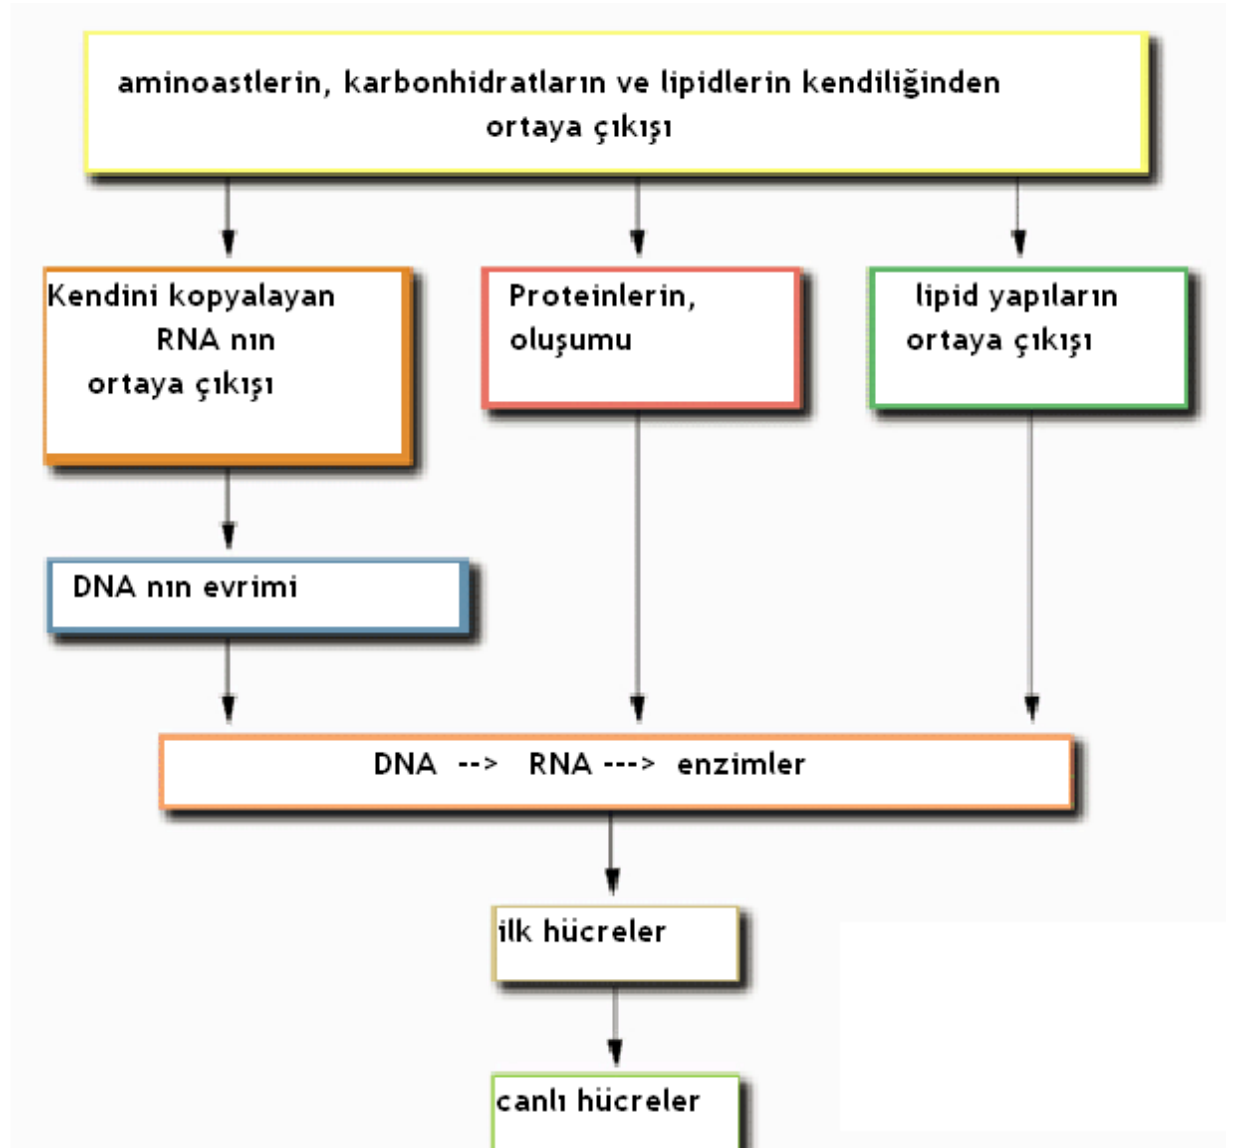 aminoastlerin, karbonhidratların ve lipidlerin kendiliğinden
ortaya çıkışı
Kendini kopyalayan
RNA nın
ortaya çıkışı
Proteinlerin,
oluşumu
lipid yapıların
ortaya çıkışı
DNA nın evrimi
DNA --> RNA ---> enzimler
ilk hücreler
canlı hücreler